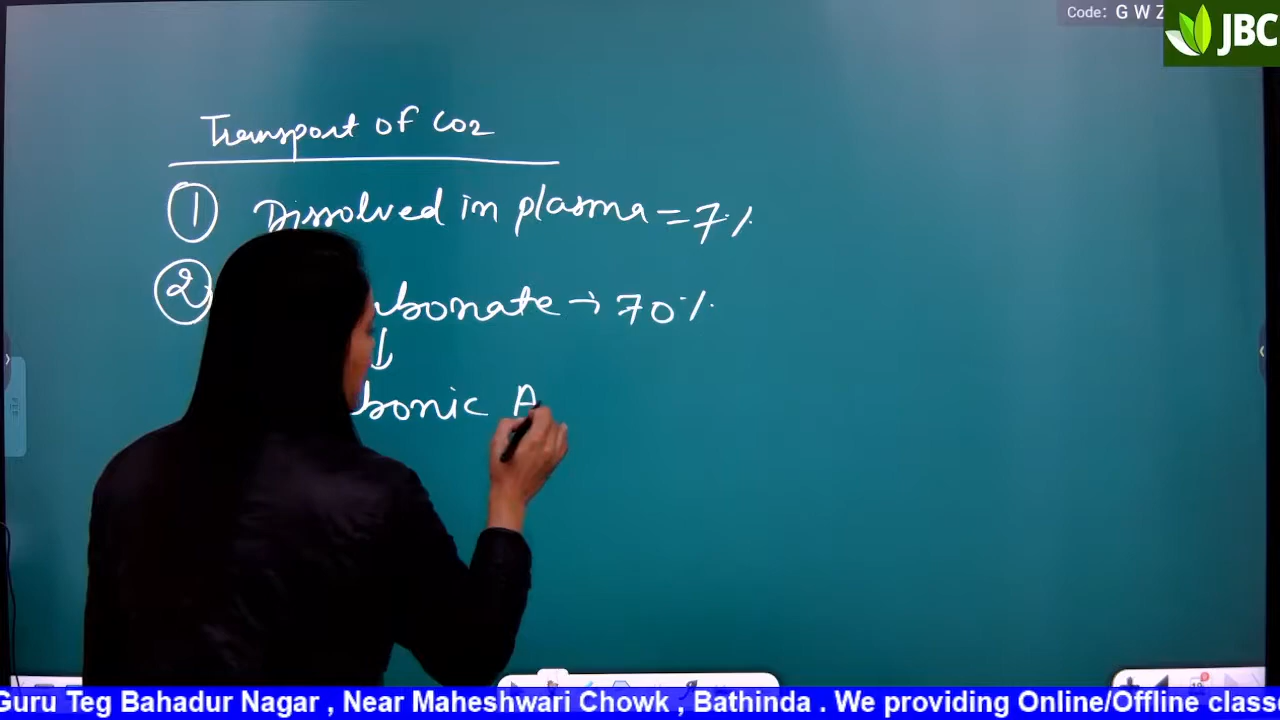 Code: G W Z
JBC
Transport of CO2
1 Dissolved in plasma = 7%
2 bonate → 70%
↓
bonic A
Guru Teg Bahadur Nagar , Near Maheshwari Chowk , Bathinda . We providing Online/Offline class